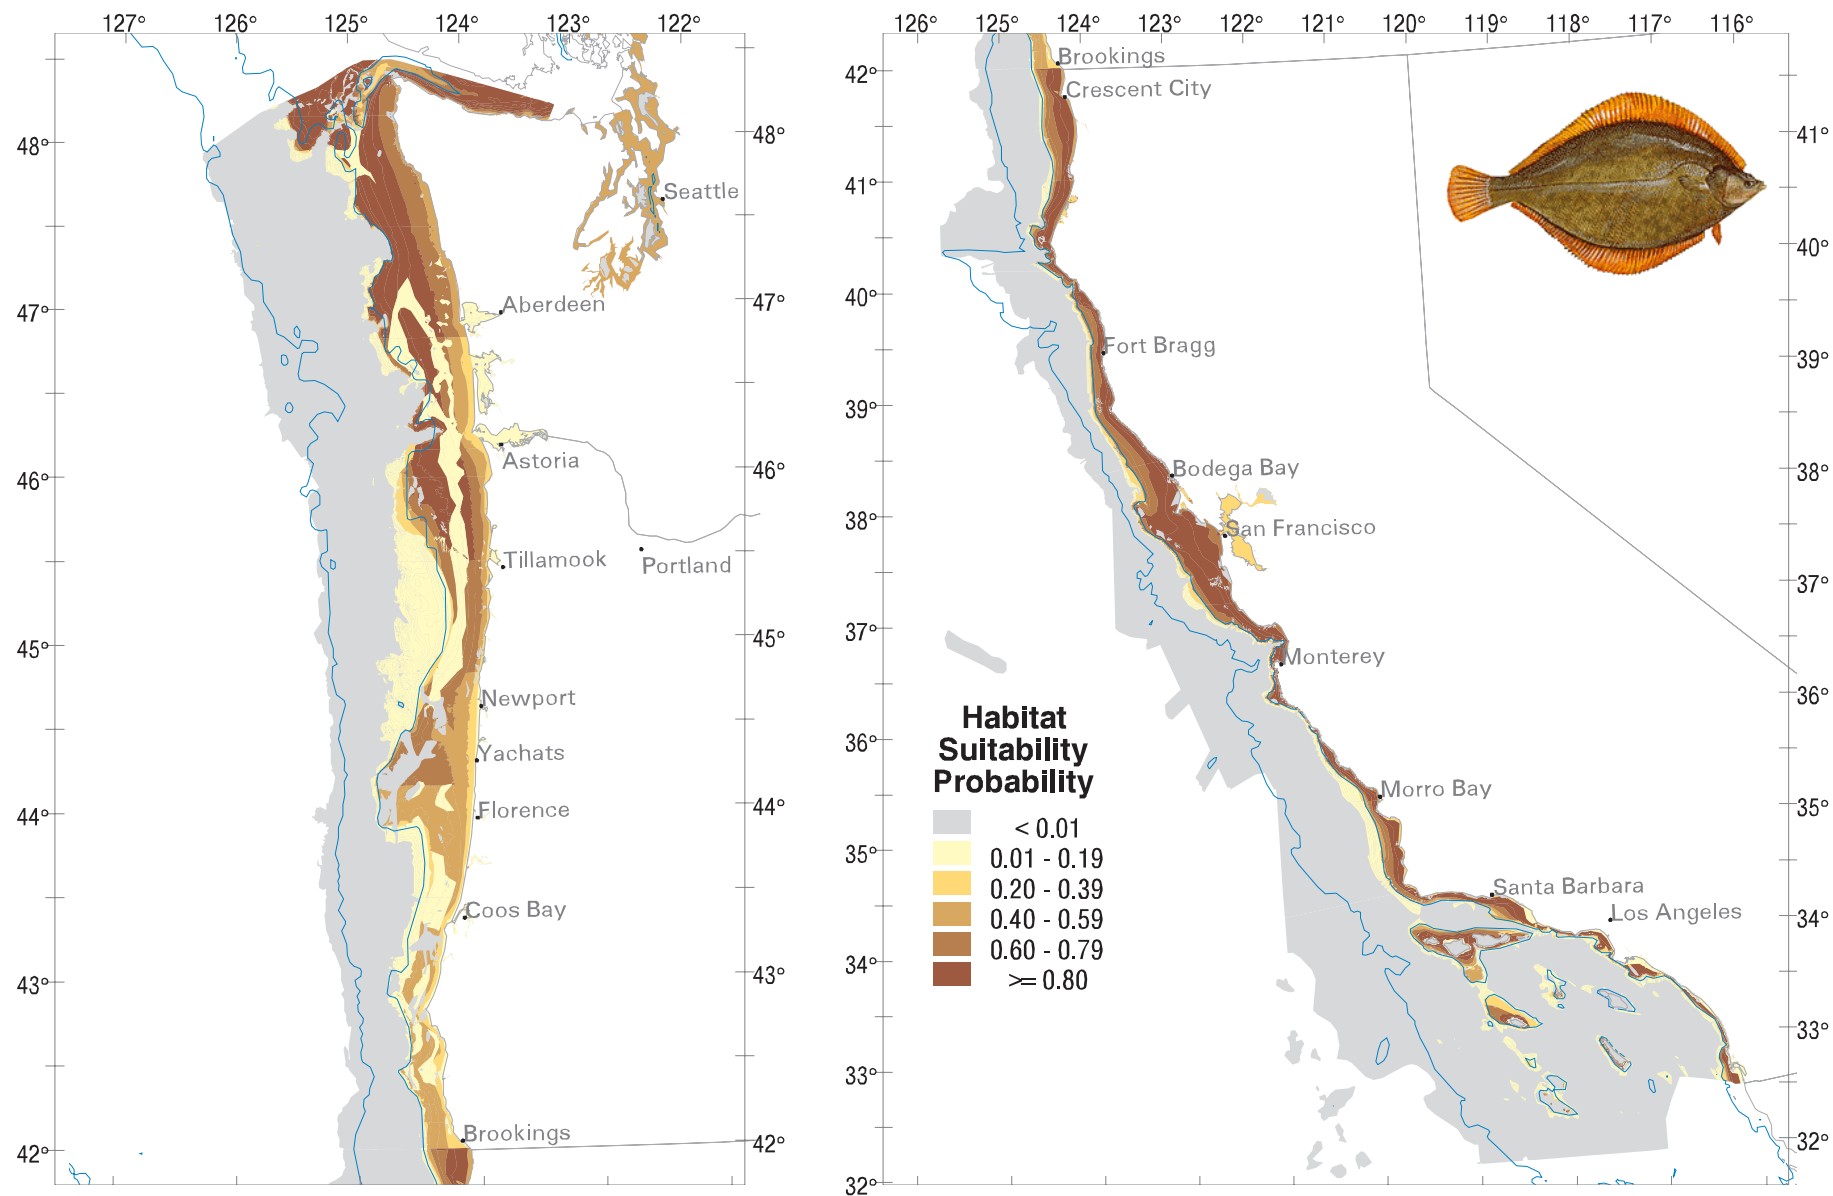 127°
126°
125°
124°
123°
122°
48°
47°
46°
45°
44°
43°
42°
48°
47°
46°
45°
44°
43°
42°
Seattle
Aberdeen
Astoria
Tillamook
Portland
Newport
Yachats
Florence
Coos Bay
Brookings
126°
125°
124°
123°
122°
121°
120°
119°
118°
117°
116°
42°
41°
40°
39°
38°
37°
36°
35°
34°
33°
32°
41°
40°
39°
38°
37°
36°
35°
34°
33°
32°
Brookings
Crescent City
Fort Bragg
Bodega Bay
San Francisco
Monterey
Morro Bay
Santa Barbara
Los Angeles
Habitat
Suitability
Probability
< 0.01
0.01 - 0.19
0.20 - 0.39
0.40 - 0.59
0.60 - 0.79
>= 0.80